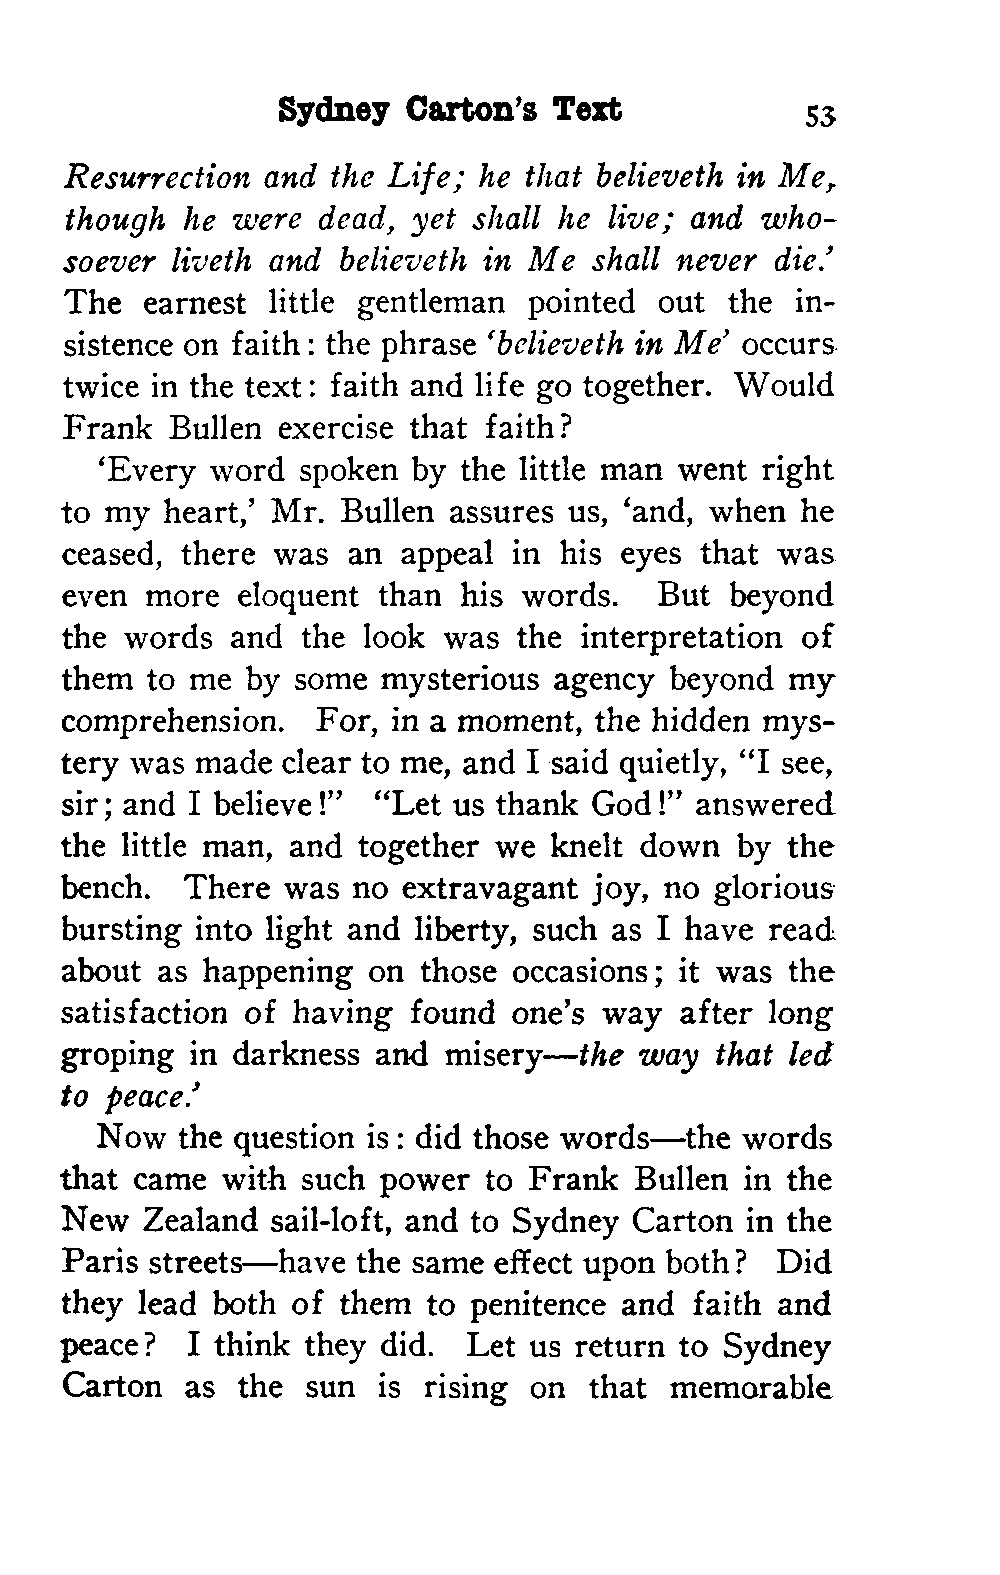 Sydney Carton's Text 53
Resurrection and the Life; he that believeth in Me,
though he were dead, yet shall he live; and who-
soever liveth and believeth in Me shall never die.'
The earnest little gentleman pointed out the in-
sistence on faith: the phrase 'believeth in Me' occurs
twice in the text: faith and life go together. Would
Frank Bullen exercise that faith?
'Every word spoken by the little man went right
to my heart,' Mr. Bullen assures us, 'and, when he
ceased, there was an appeal in his eyes that was
even more eloquent than his words. But beyond
the words and the look was the interpretation of
them to me by some mysterious agency beyond my
comprehension. For, in a moment, the hidden mys-
tery was made clear to me, and I said quietly, "I see,
sir; and I believe!" "Let us thank God!" answered
the little man, and together we knelt down by the
bench. There was no extravagant joy, no glorious
bursting into light and liberty, such as I have read
about as happening on those occasions; it was the
satisfaction of having found one's way after long
groping in darkness and misery—the way that led
to peace.'
Now the question is: did those words—the words
that came with such power to Frank Bullen in the
New Zealand sail-loft, and to Sydney Carton in the
Paris streets—have the same effect upon both? Did
they lead both of them to penitence and faith and
peace? I think they did. Let us return to Sydney
Carton as the sun is rising on that memorable